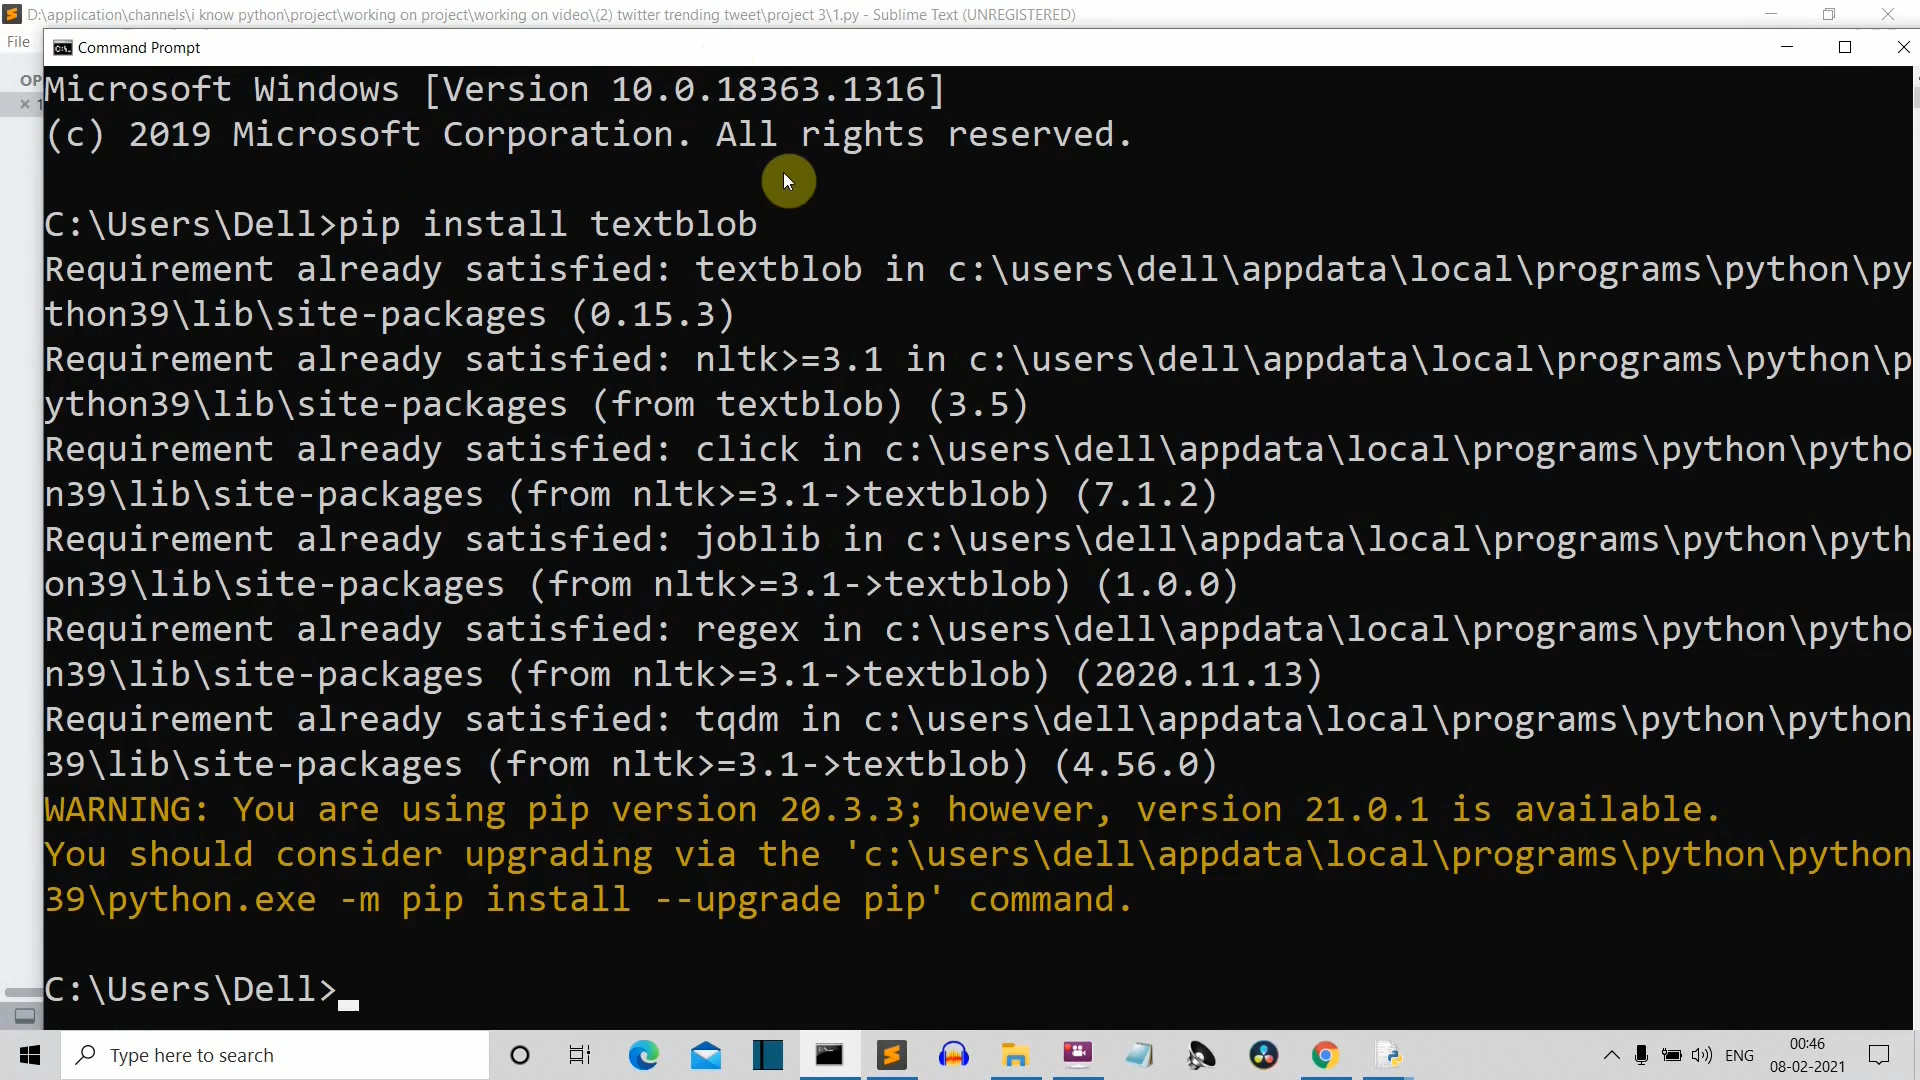 D:\application\channels\i know python\project\working on project\working on video\(2) twitter trending tweet\project 3\1.py - Sublime Text (UNREGISTERED)
File
Command Prompt
OP
1
Microsoft Windows [Version 10.0.18363.1316]
(c) 2019 Microsoft Corporation. All rights reserved.
C:\Users\Dell>pip install textblob
Requirement already satisfied: textblob in c:\users\dell\appdata\local\programs\python\py
thon39\lib\site-packages (0.15.3)
Requirement already satisfied: nltk>=3.1 in c:\users\dell\appdata\local\programs\python\p
ython39\lib\site-packages (from textblob) (3.5)
Requirement already satisfied: click in c:\users\dell\appdata\local\programs\python\pytho
n39\lib\site-packages (from nltk>=3.1->textblob) (7.1.2)
Requirement already satisfied: joblib in c:\users\dell\appdata\local\programs\python\pyth
on39\lib\site-packages (from nltk>=3.1->textblob) (1.0.0)
Requirement already satisfied: regex in c:\users\dell\appdata\local\programs\python\pytho
n39\lib\site-packages (from nltk>=3.1->textblob) (2020.11.13)
Requirement already satisfied: tqdm in c:\users\dell\appdata\local\programs\python\python
39\lib\site-packages (from nltk>=3.1->textblob) (4.56.0)
WARNING: You are using pip version 20.3.3; however, version 21.0.1 is available.
You should consider upgrading via the 'c:\users\dell\appdata\local\programs\python\python
39\python.exe -m pip install --upgrade pip' command.
C:\Users\Dell>
Type here to search
ENG
00:46
08-02-2021